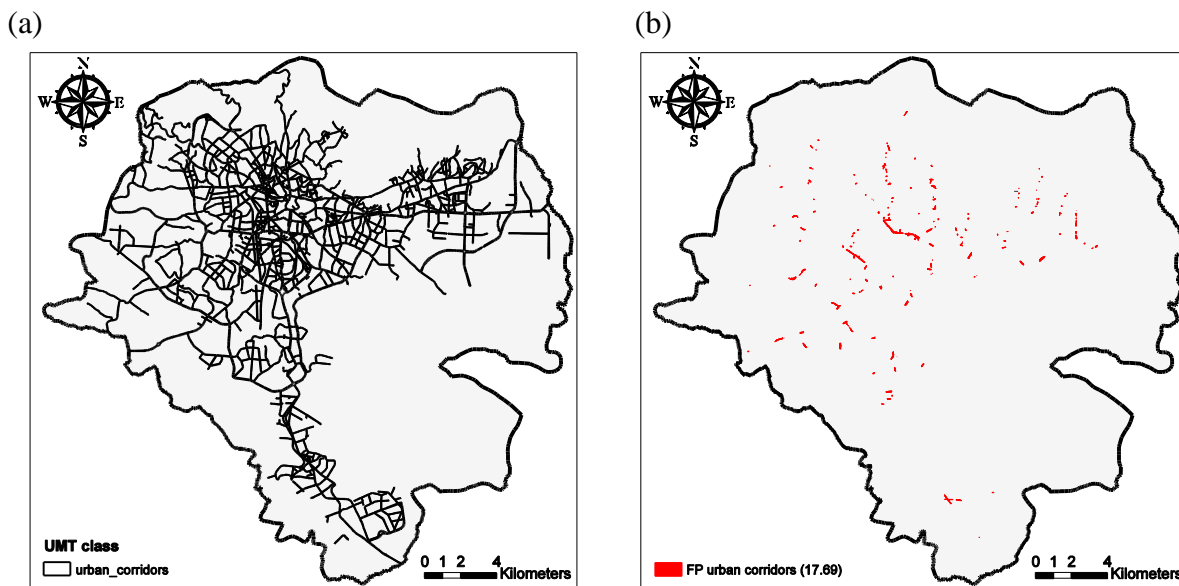 (a)
(b)
N
W E
S
N
W E
S
UMT class
urban_corridors
0 1 2 4
Kilometers
FP urban corridors (17.69)
0 1 2 4
Kilometers